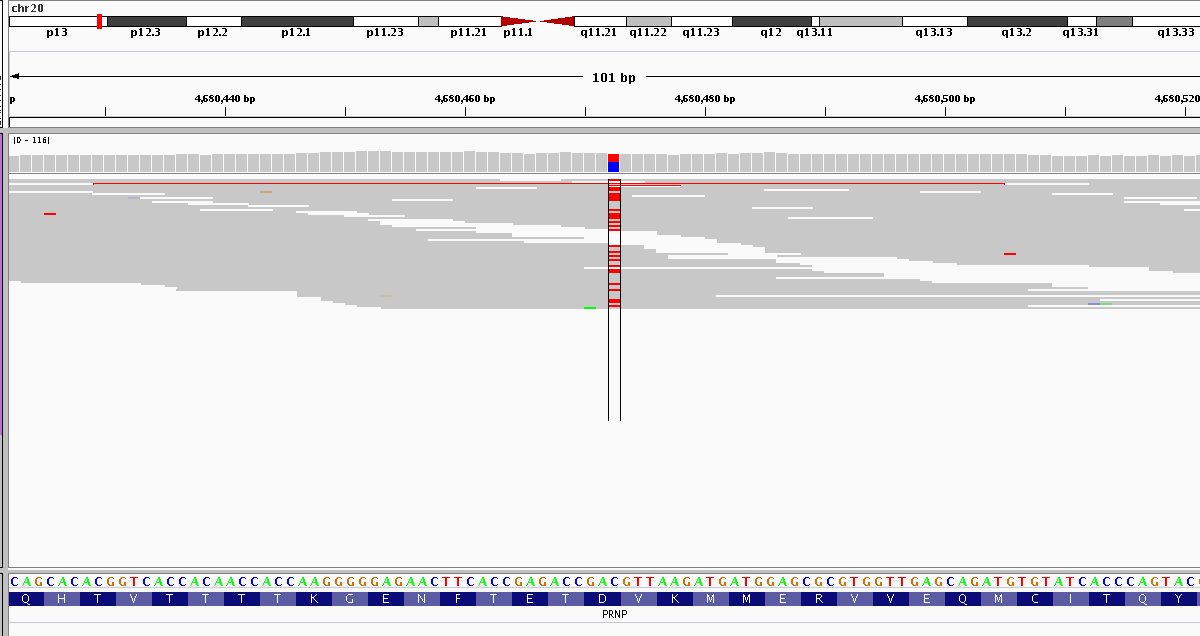 chr20
p13 p12.3 p12.2 p12.1 p11.23 p11.21 p11.1 q11.21 q11.22 q11.23 q12 q13.11 q13.13 q13.2 q13.31 q13.33
101 bp
p 4,680,440 bp 4,680,460 bp 4,680,480 bp 4,680,500 bp 4,680,520
[0 - 116]
CAGCACACGGTCACCACAACCACCAAGGGGGAGAACTTCACCGAGACCGACGTTAAGATGATGGAGCGCGTGGTTGAGCAGATGTGTATCACCCAGTAC
Q H T V T T T T K G E N F T E T D V K M M E R V V E Q M C I T Q Y
PRNP